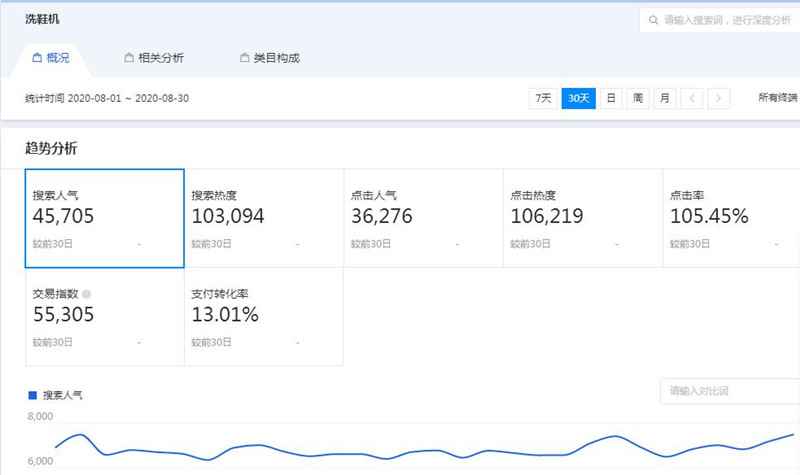 洗鞋机
请输入搜索词，进行深度分析
概况 相关分析 类目构成
统计时间 2020-08-01 ~ 2020-08-30 7天 30天 日 周 月 < > 所有终端
趋势分析
搜索人气 搜索热度 点击人气 点击热度 点击率
45,705 103,094 36,276 106,219 105.45%
较前30日 - 较前30日 - 较前30日 - 较前30日 - 较前30日 -
交易指数 支付转化率
55,305 13.01%
较前30日 - 较前30日 -
搜索人气 请输入对比词
8,000
6,000